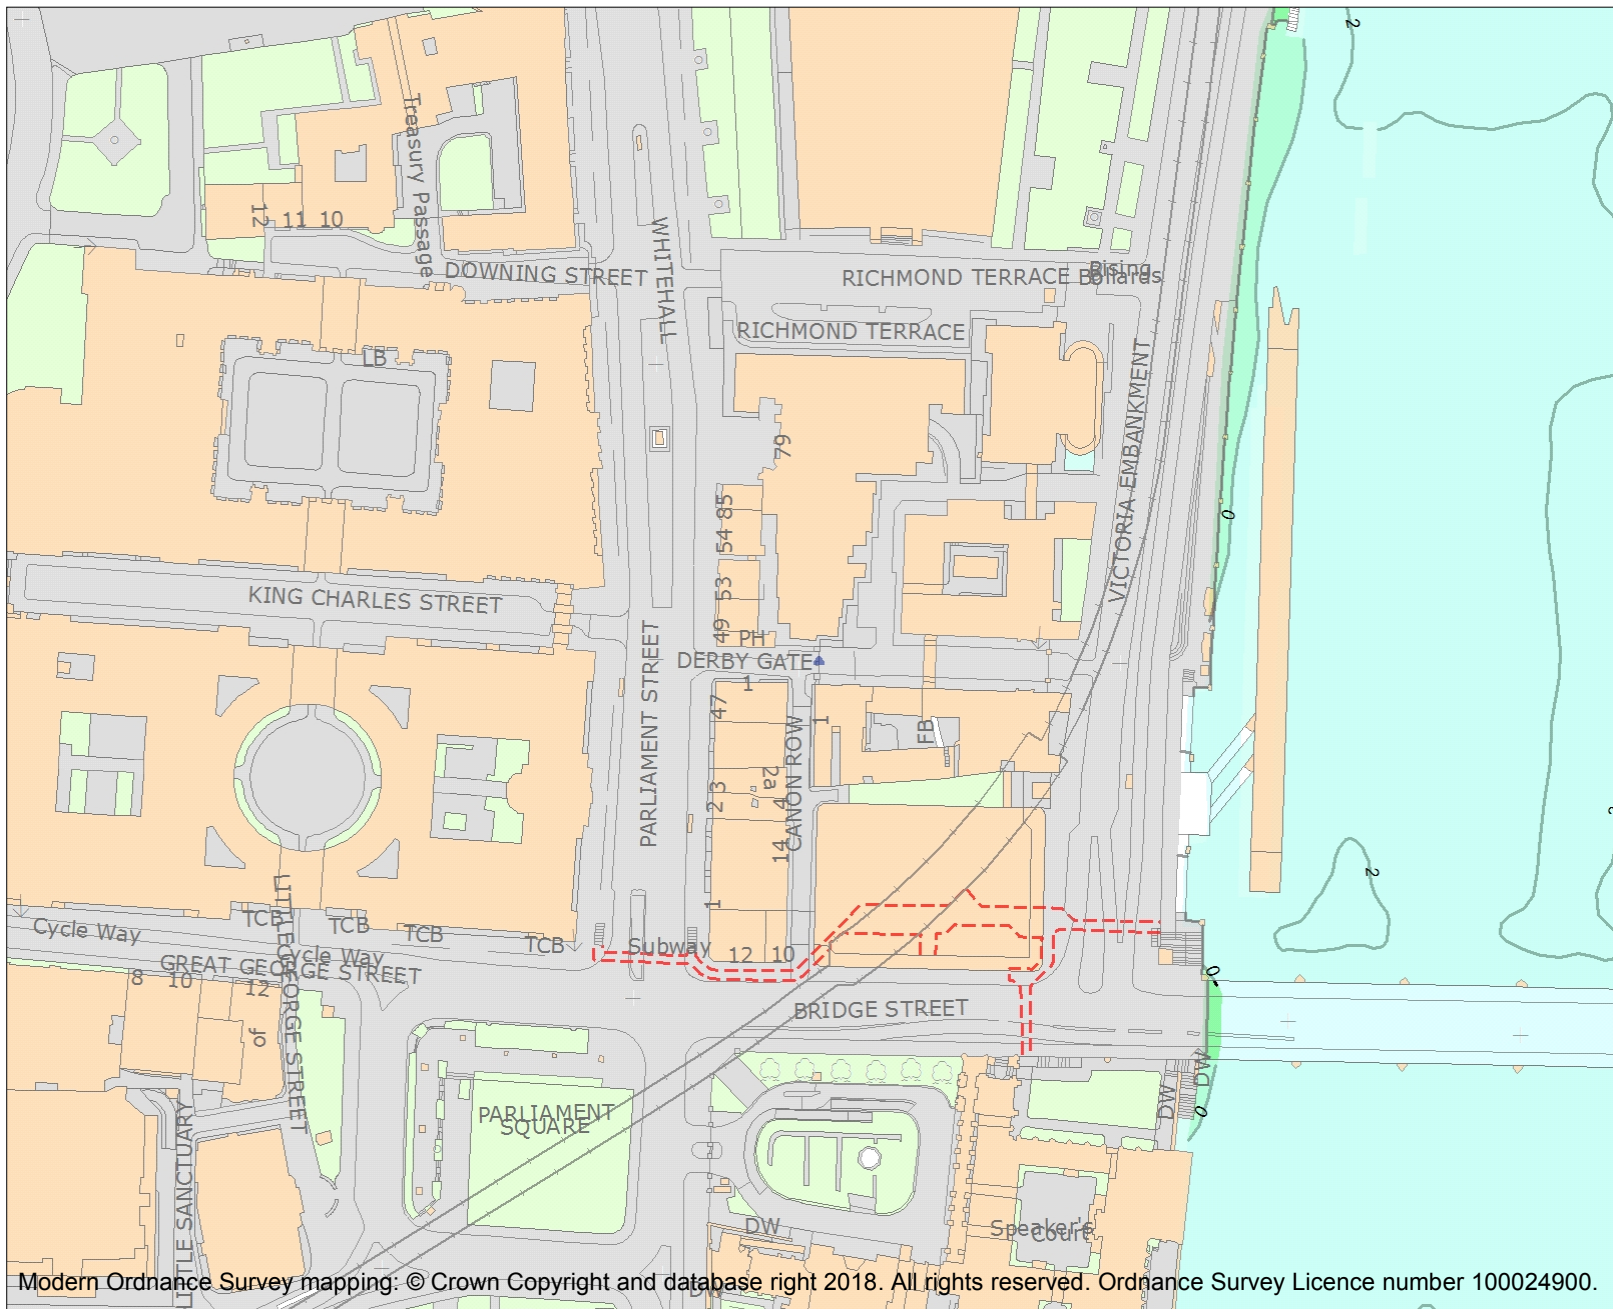 2
Treasury Passage
12
11
10
WHITEHALL
DOWNING STREET
RICHMOND TERRACE
Rising
Bollards
RICHMOND TERRACE
LB
VICTORIA EMBANKMENT
79
85
54
0
53
KING CHARLES STREET
49
PH
PARLIAMENT STREET
DERBY GATE
1
47
1
CANON ROW
FB
2a
3
2
4
14
2
1
LITTLE GEORGE STREET
TCB
TCB
TCB
TCB
Cycle Way
Subway
12
10
Cycle Way
GREAT GEORGE STREET
8
10
12
0
BRIDGE STREET
of
DW
DW
0
PARLIAMENT
SQUARE
LITTLE SANCTUARY
DW
Speaker's
Court
DW
Modern Ordnance Survey mapping: © Crown Copyright and database right 2018. All rights reserved. Ordnance Survey Licence number 100024900.